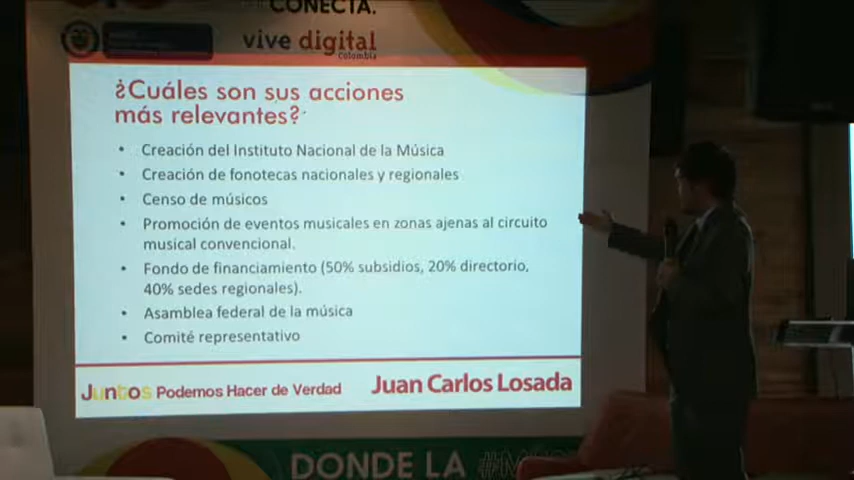 CONECTA.
vive digital
colombia
¿Cuáles son sus acciones
más relevantes?
• Creación del Instituto Nacional de la Música
• Creación de fonotecas nacionales y regionales
• Censo de músicos
• Promoción de eventos musicales en zonas ajenas al circuito
musical convencional.
• Fondo de financiamiento (50% subsidios, 20% directorio,
40% sedes regionales).
• Asamblea federal de la música
• Comité representativo
Juntos Podemos Hacer de Verdad
Juan Carlos Losada
DONDE LA